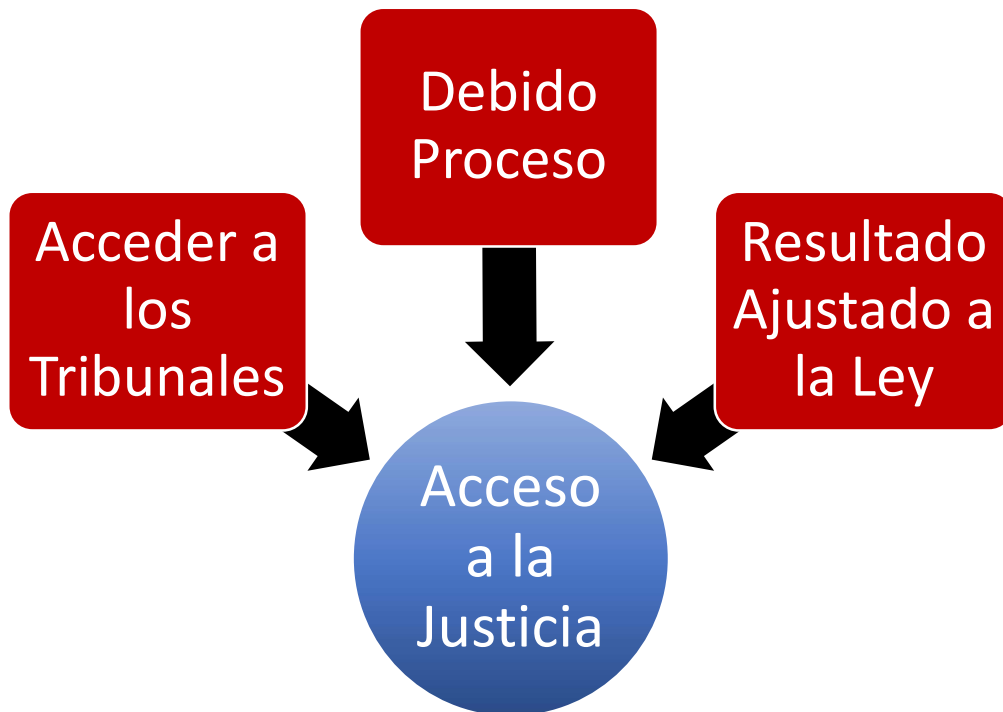 Debido
Proceso
Acceder a
los
Tribunales
Resultado
Ajustado a
la Ley
Acceso
a la
Justicia